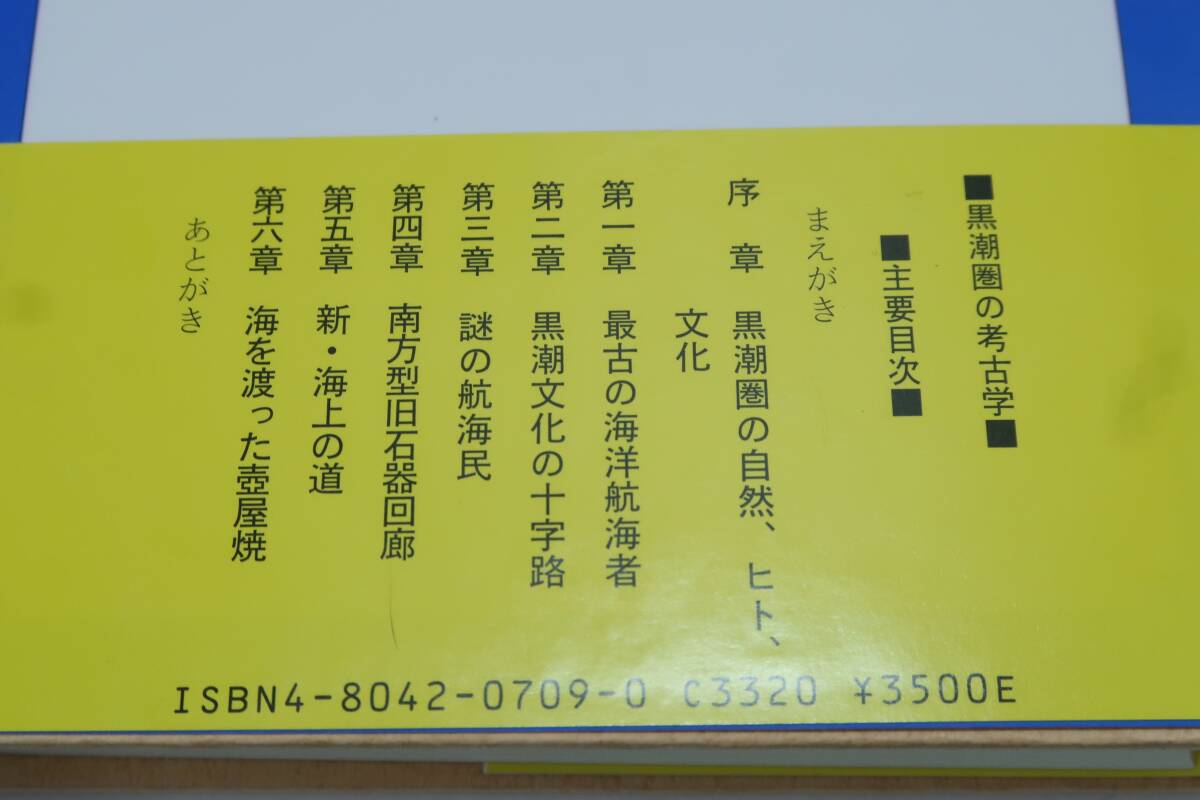 ■黒潮圏の考古学■
■主要目次■
まえがき
序　章　黒潮圏の自然、ヒト、
文化
第一章　最古の海洋航海者
第二章　黒潮文化の十字路
第三章　謎の航海民
第四章　南方型旧石器回廊
第五章　新・海上の道
第六章　海を渡った壺屋焼
あとがき
ISBN4-8042-0709-0 C3320 ¥3500E